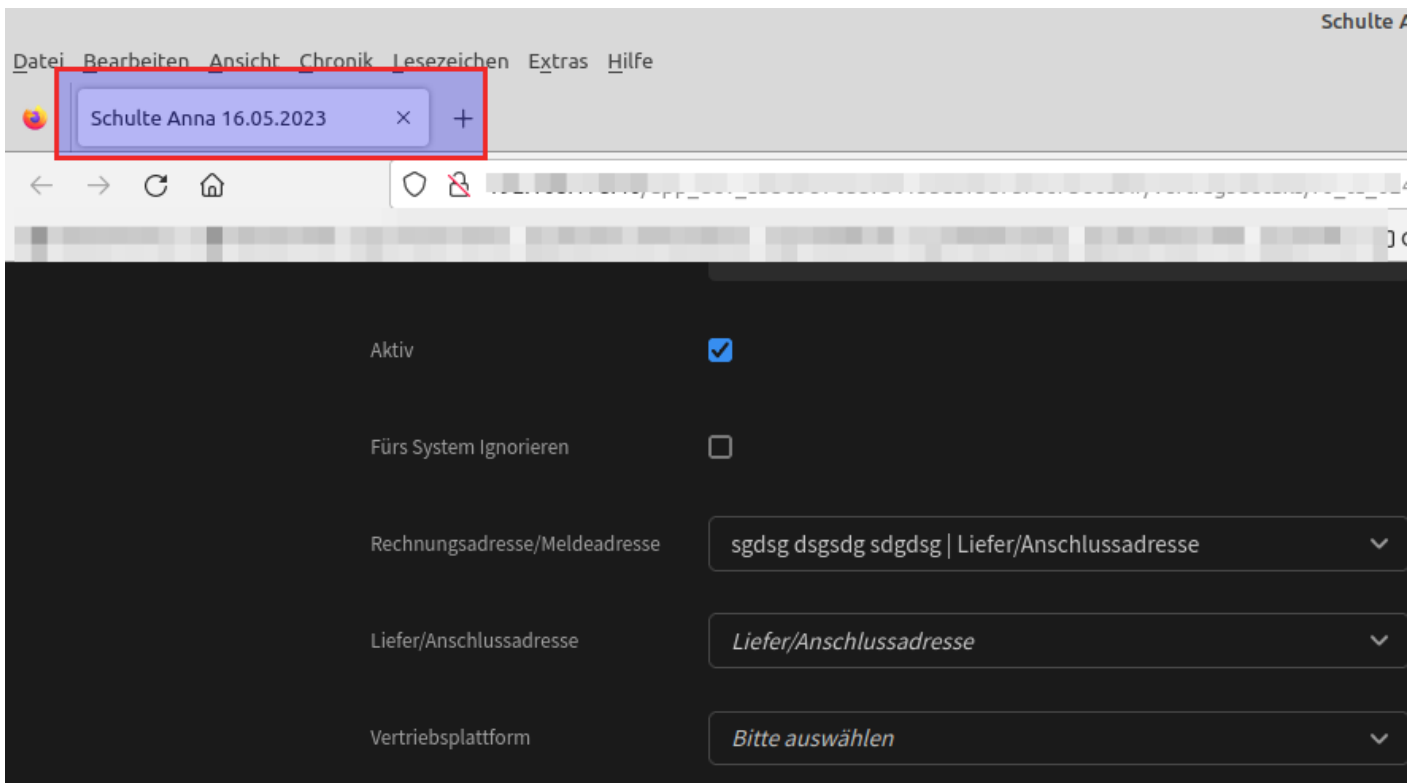 Schulte A
Datei Bearbeiten Ansicht Chronik Lesezeichen Extras Hilfe
Schulte Anna 16.05.2023
Aktiv
Fürs System Ignorieren
Rechnungsadresse/Meldeadresse sgdsg dsgsdg sdgdsg | Liefer/Anschlussadresse
Liefer/Anschlussadresse Liefer/Anschlussadresse
Vertriebsplattform Bitte auswählen